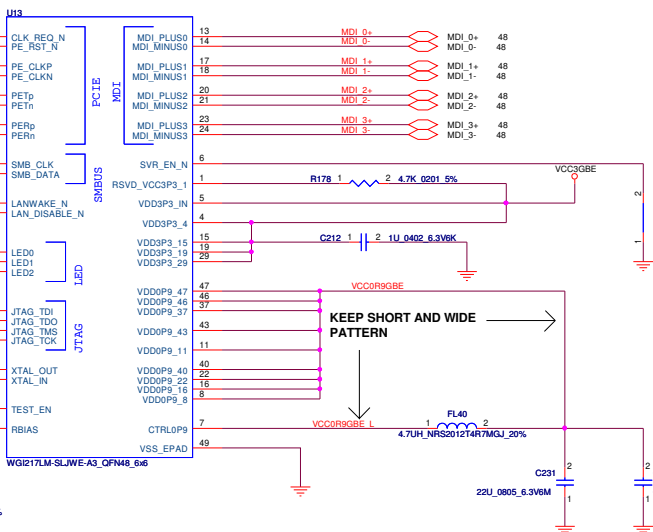 U13
CLK_REQ_N
PE_RST_N
PE_CLKP
PE_CLKN
PETp
PETn
PERp
PERn
SMB_CLK
SMB_DATA
LANWAKE_N
LAN_DISABLE_N
LED0
LED1
LED2
JTAG_TDI
JTAG_TDO
JTAG_TMS
JTAG_TCK
XTAL_OUT
XTAL_IN
TEST_EN
RBIAS
PCIE
MDI
SMBUS
LED
JTAG
MDI_PLUS0 13 MDI_0+ MDI_0+ 48
MDI_MINUS0 14 MDI_0- MDI_0- 48
MDI_PLUS1 17 MDI_1+ MDI_1+ 48
MDI_MINUS1 18 MDI_1- MDI_1- 48
MDI_PLUS2 20 MDI_2+ MDI_2+ 48
MDI_MINUS2 21 MDI_2- MDI_2- 48
MDI_PLUS3 23 MDI_3+ MDI_3+ 48
MDI_MINUS3 24 MDI_3- MDI_3- 48
SVR_EN_N 6
VCC3GBE
RSVD_VCC3P3_1 1 R178 1 2 4.7K_0201_5%
2
1
VDD3P3_IN 5
VDD3P3_4 4
VDD3P3_15 15 C212 1 2 1U_0402_6.3V6K
VDD3P3_19 19
VDD3P3_29 29
VDD0P9_47 47 VCC0R9GBE
VDD0P9_46 46
VDD0P9_37 37
KEEP SHORT AND WIDE
PATTERN
VDD0P9_43 43
VDD0P9_11 11
VDD0P9_40 40
VDD0P9_22 22
VDD0P9_16 16
VDD0P9_8 8
CTRL0P9 7 VCC0R9GBE_L 1 FL40 2
4.7UH_NRS2012T4R7MGJ_20%
VSS_EPAD 49
WGI217LM-SLJWE-A3_QFN48_6x6
C231 2 1
22U_0805_6.3V6M
2
1